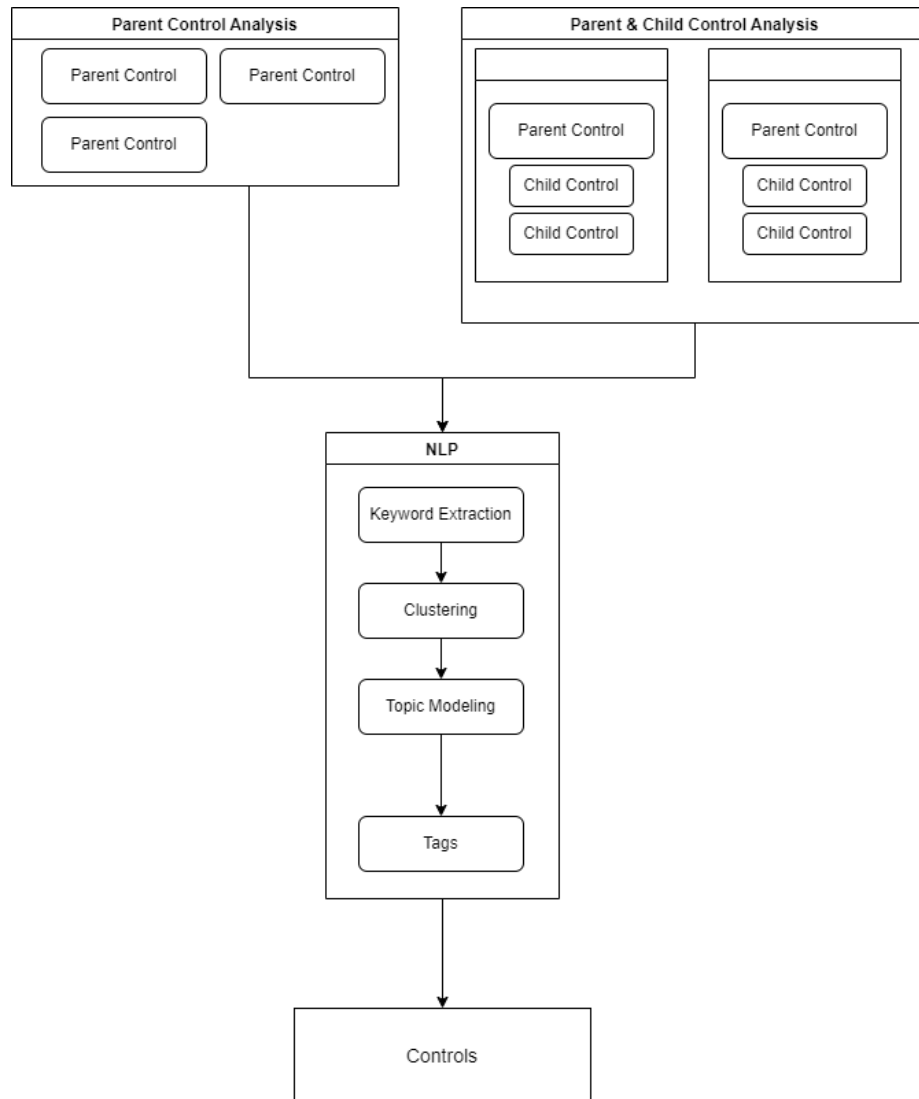 Parent Control Analysis
Parent Control
Parent Control
Parent Control
Parent & Child Control Analysis
Parent Control
Child Control
Child Control
Parent Control
Child Control
Child Control
NLP
Keyword Extraction
Clustering
Topic Modeling
Tags
Controls